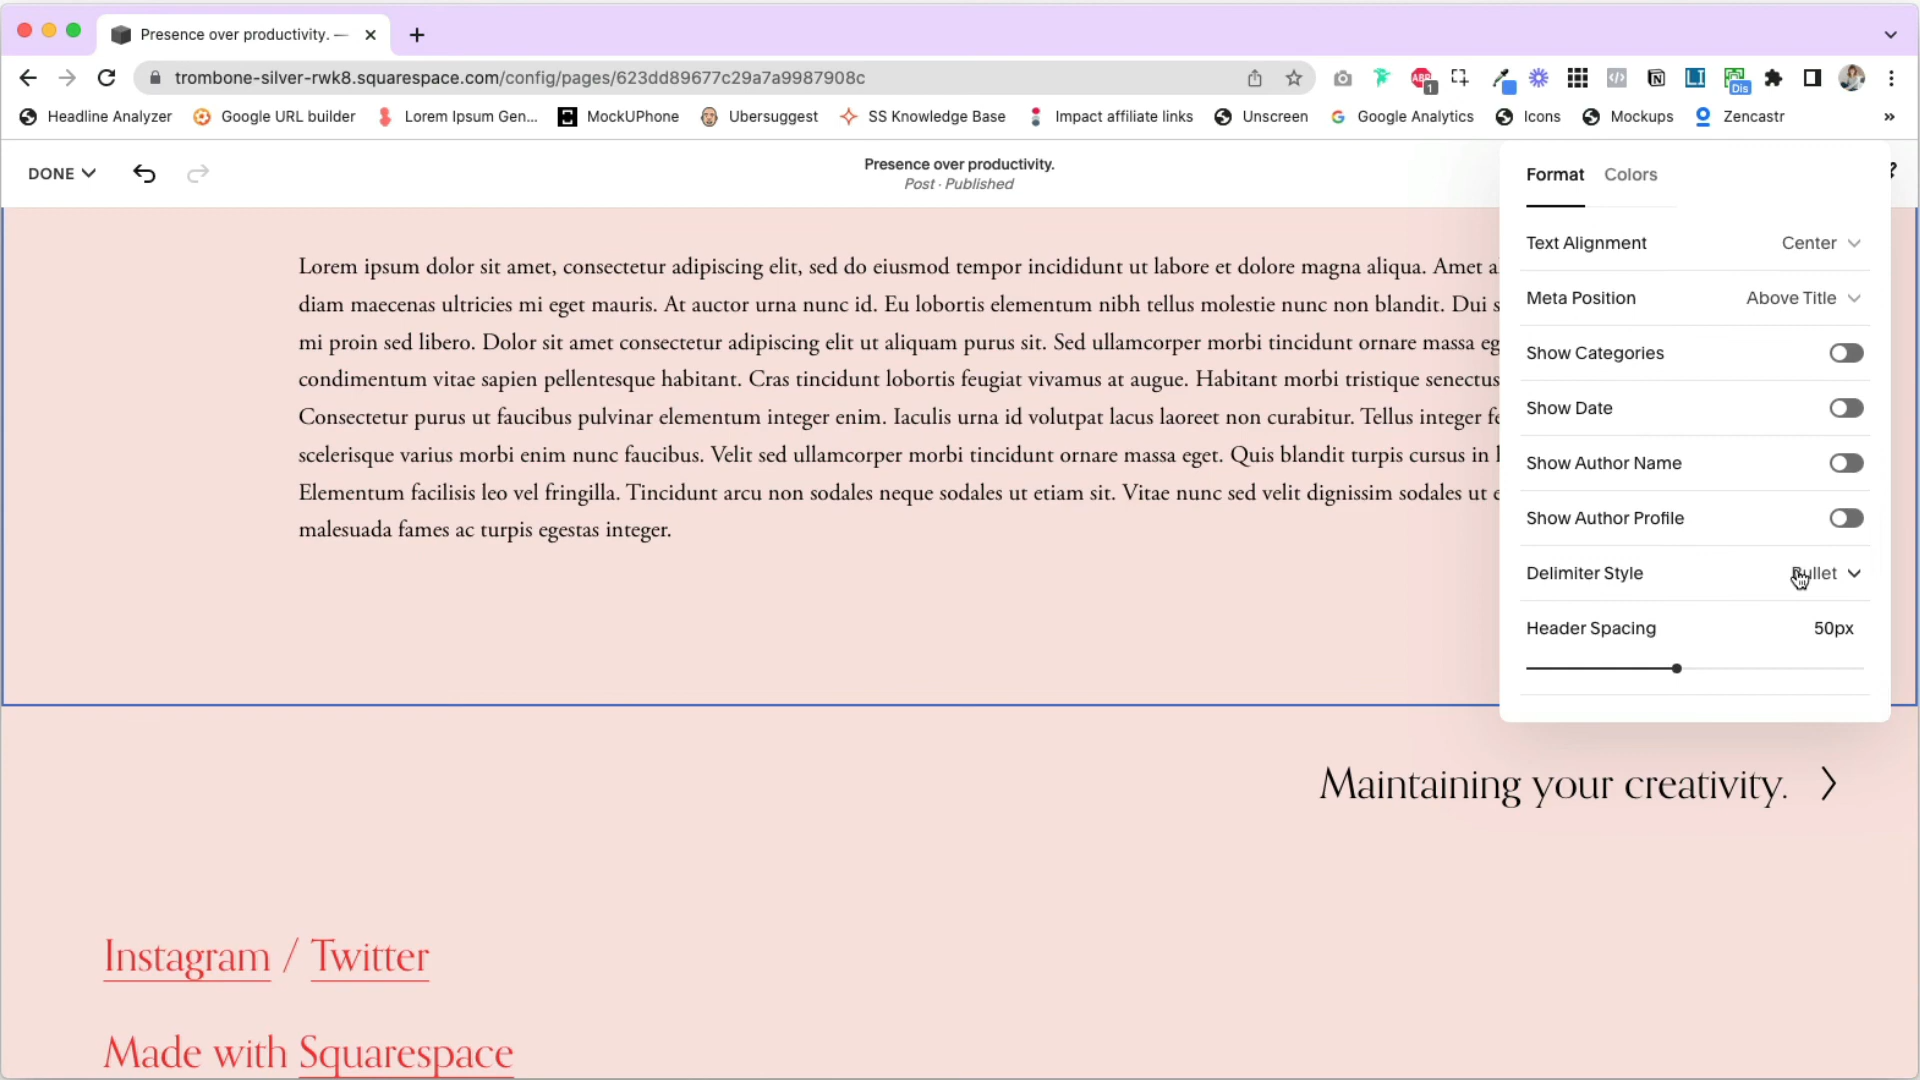 Presence over productivity. —
trombone-silver-rwk8.squarespace.com/config/pages/623dd89677c29a7a9987908c
ABP 1
LI
Dis
Headline Analyzer Google URL builder Lorem Ipsum Gen... MockUPhone Ubersuggest SS Knowledge Base Impact affiliate links Unscreen Google Analytics Icons Mockups Zencastr »
DONE
Presence over productivity.
Post · Published
Format Colors
Text Alignment Center
Meta Position Above Title
Show Categories
Show Date
Show Author Name
Show Author Profile
Delimiter Style Bullet
Header Spacing 50px
Lorem ipsum dolor sit amet, consectetur adipiscing elit, sed do eiusmod tempor incididunt ut labore et dolore magna aliqua. Amet
diam maecenas ultricies mi eget mauris. At auctor urna nunc id. Eu lobortis elementum nibh tellus molestie nunc non blandit. Dui
mi proin sed libero. Dolor sit amet consectetur adipiscing elit ut aliquam purus sit. Sed ullamcorper morbi tincidunt ornare massa
condimentum vitae sapien pellentesque habitant. Cras tincidunt lobortis feugiat vivamus at augue. Habitant morbi tristique senectus
Consectetur purus ut faucibus pulvinar elementum integer enim. Iaculis urna id volutpat lacus laoreet non curabitur. Tellus integer
scelerisque varius morbi enim nunc faucibus. Velit sed ullamcorper morbi tincidunt ornare massa eget. Quis blandit turpis cursus in
Elementum facilisis leo vel fringilla. Tincidunt arcu non sodales neque sodales ut etiam sit. Vitae nunc sed velit dignissim sodales ut
malesuada fames ac turpis egestas integer.
Maintaining your creativity.
Instagram / Twitter
Made with Squarespace